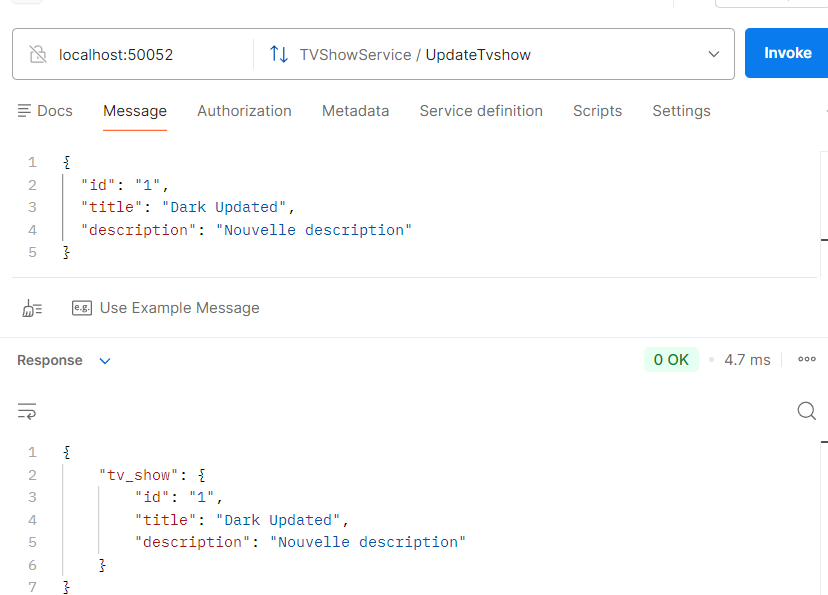 localhost:50052 TVShowService / UpdateTvshow Invoke
Docs Message Authorization Metadata Service definition Scripts Settings
1 {
2 "id": "1",
3 "title": "Dark Updated",
4 "description": "Nouvelle description"
5 }
e.g. Use Example Message
Response 0 OK 4.7 ms
1 {
2 "tv_show": {
3 "id": "1",
4 "title": "Dark Updated",
5 "description": "Nouvelle description"
6 }
7 }